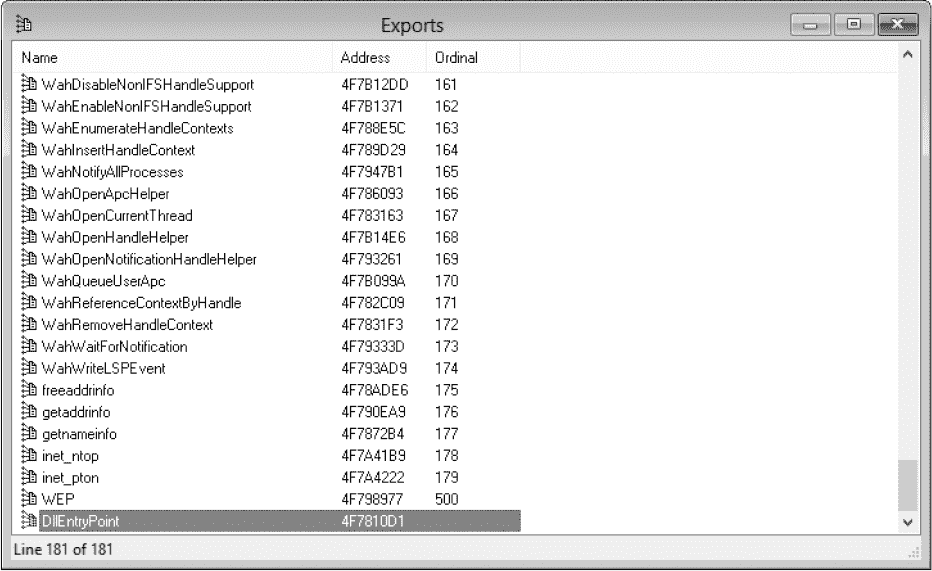 Exports
Name Address Ordinal
WahDisableNonIFSHandleSupport 4F7B12DD 161
WahEnableNonIFSHandleSupport 4F7B1371 162
WahEnumerateHandleContexts 4F788E5C 163
WahInsertHandleContext 4F789D29 164
WahNotifyAllProcesses 4F7947B1 165
WahOpenApcHelper 4F786093 166
WahOpenCurrentThread 4F783163 167
WahOpenHandleHelper 4F7B14E6 168
WahOpenNotificationHandleHelper 4F793261 169
WahQueueUserApc 4F7B099A 170
WahReferenceContextByHandle 4F782C09 171
WahRemoveHandleContext 4F7831F3 172
WahWaitForNotification 4F79333D 173
WahWriteLSPEvent 4F793AD9 174
freeaddrinfo 4F78ADE6 175
getaddrinfo 4F790EA9 176
getnameinfo 4F7872B4 177
inet_ntop 4F7A41B9 178
inet_pton 4F7A4222 179
WEP 4F798977 500
DllEntryPoint 4F7810D1
Line 181 of 181